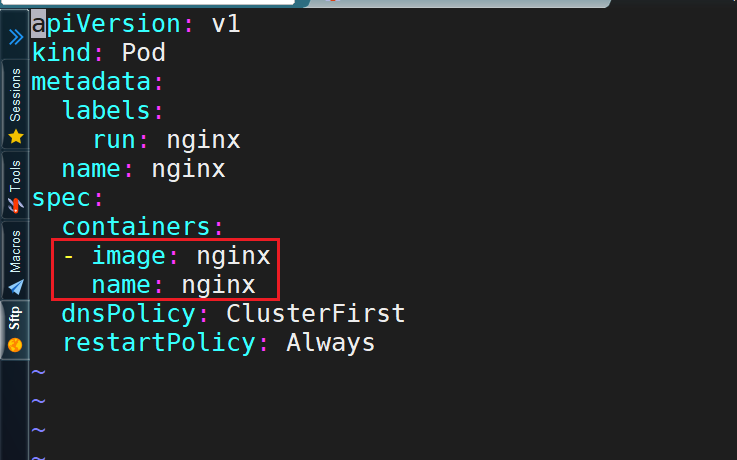 apiVersion: v1
kind: Pod
metadata:
  labels:
    run: nginx
  name: nginx
spec:
  containers:
  - image: nginx
    name: nginx
  dnsPolicy: ClusterFirst
  restartPolicy: Always
~
~
~
~
Sessions
Tools
Macros
Sftp